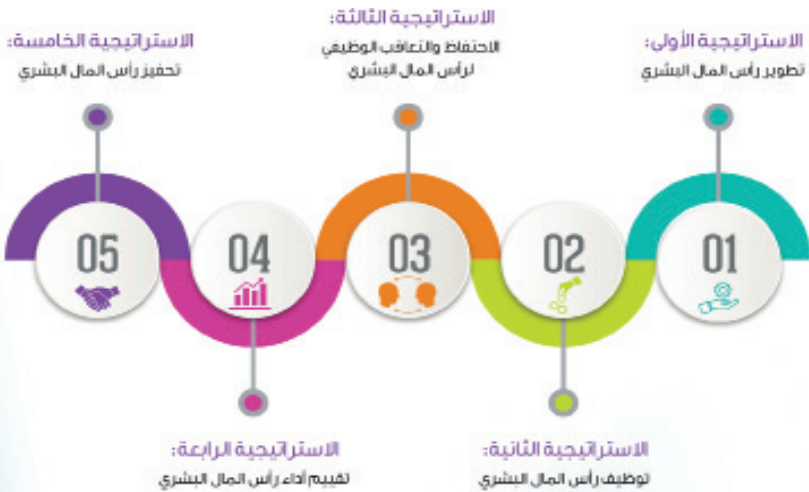 الاستراتيجية الأولى:
تطوير رأس المال البشري
01
02
الاستراتيجية الثانية:
توظيف رأس المال البشري
الاستراتيجية الثالثة:
الاحتفاظ والتعاقب الوظيفي
لرأس المال البشري
03
04
الاستراتيجية الرابعة:
تقييم أداء رأس المال البشري
الاستراتيجية الخامسة:
تحفيز رأس المال البشري
05